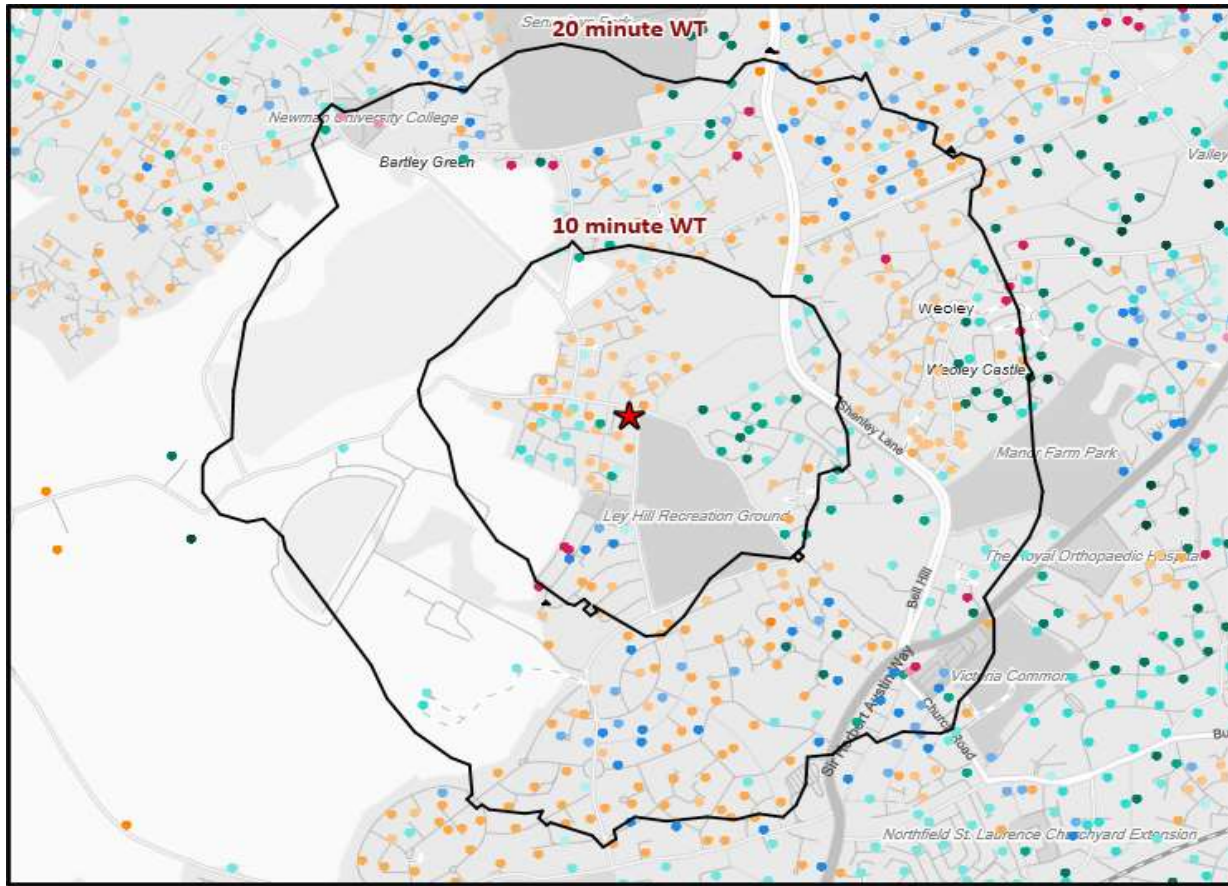 20 minute WT
Newman University College
Bartley Green
Valley
10 minute WT
Weoley
Weoley Castle
Shenley Lane
Manor Farm Park
Ley Hill Recreation Ground
The Royal Orthopaedic Hospital
Bell Hill
Victoria Common
Sir Herbert Austin Way
Church Road
Bu
Northfield St. Laurence Churchyard Extension